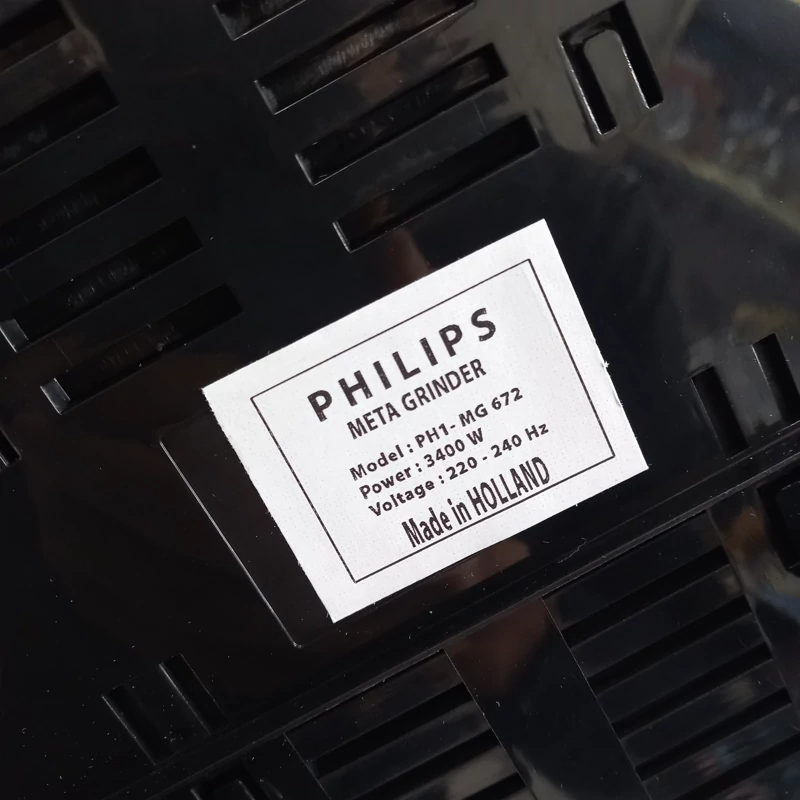 PHILIPS
META GRINDER
Model : PH1- MG 672
Power : 3400 W
Voltage : 220 - 240 Hz
Made in HOLLAND